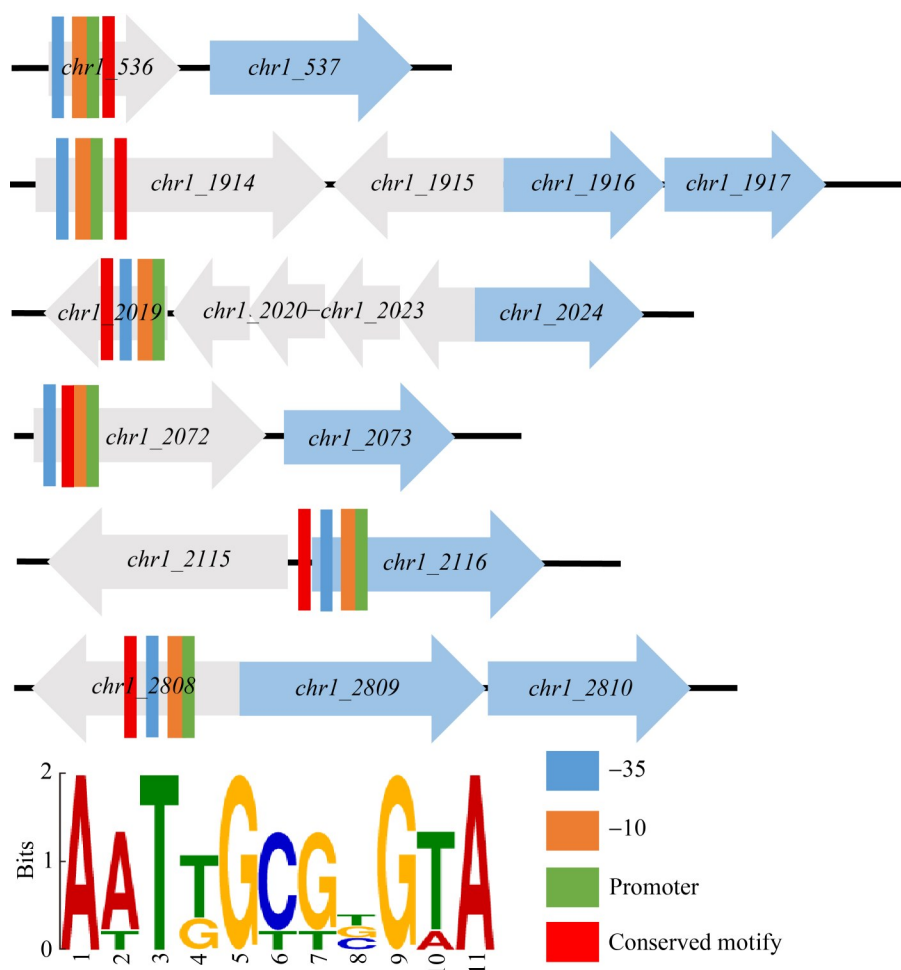 chr1_536 chr1_537
chr1_1914 chr1_1915 chr1_1916 chr1_1917
chr1_2019 chr1_2020−chr1_2023 chr1_2024
chr1_2072 chr1_2073
chr1_2115 chr1_2116
chr1_2808 chr1_2809 chr1_2810
2
1
0
Bits
A A T T G C G T G T A
T G T T G A
C
1 2 3 4 5 6 7 8 9 10 11
−35
−10
Promoter
Conserved motify